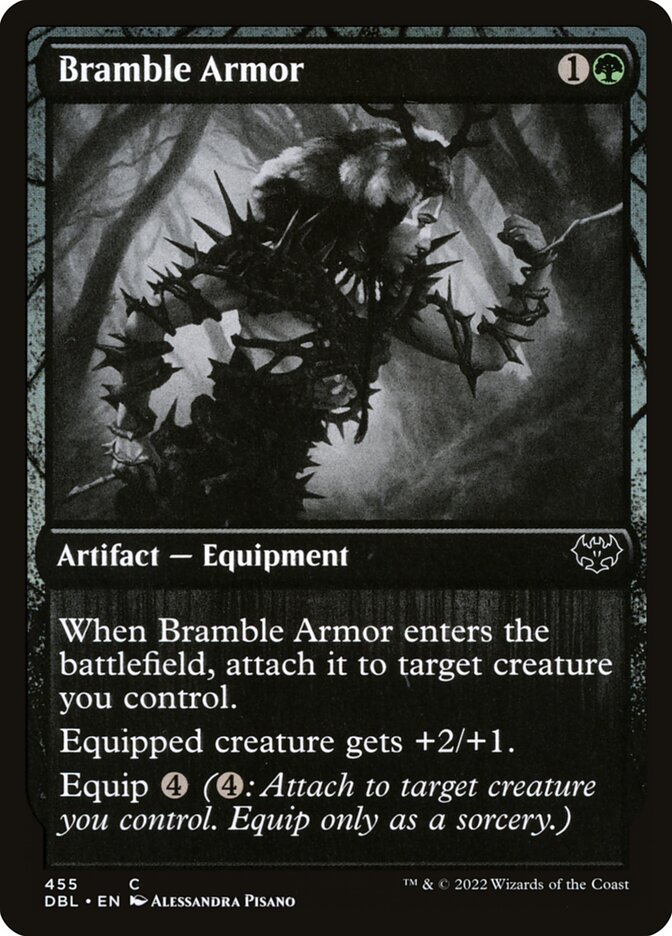 Bramble Armor 1
Artifact — Equipment
When Bramble Armor enters the
battlefield, attach it to target creature
you control.
Equipped creature gets +2/+1.
Equip 4 (4: Attach to target creature
you control. Equip only as a sorcery.)
455 C
DBL • EN Alessandra Pisano
™ & © 2022 Wizards of the Coast